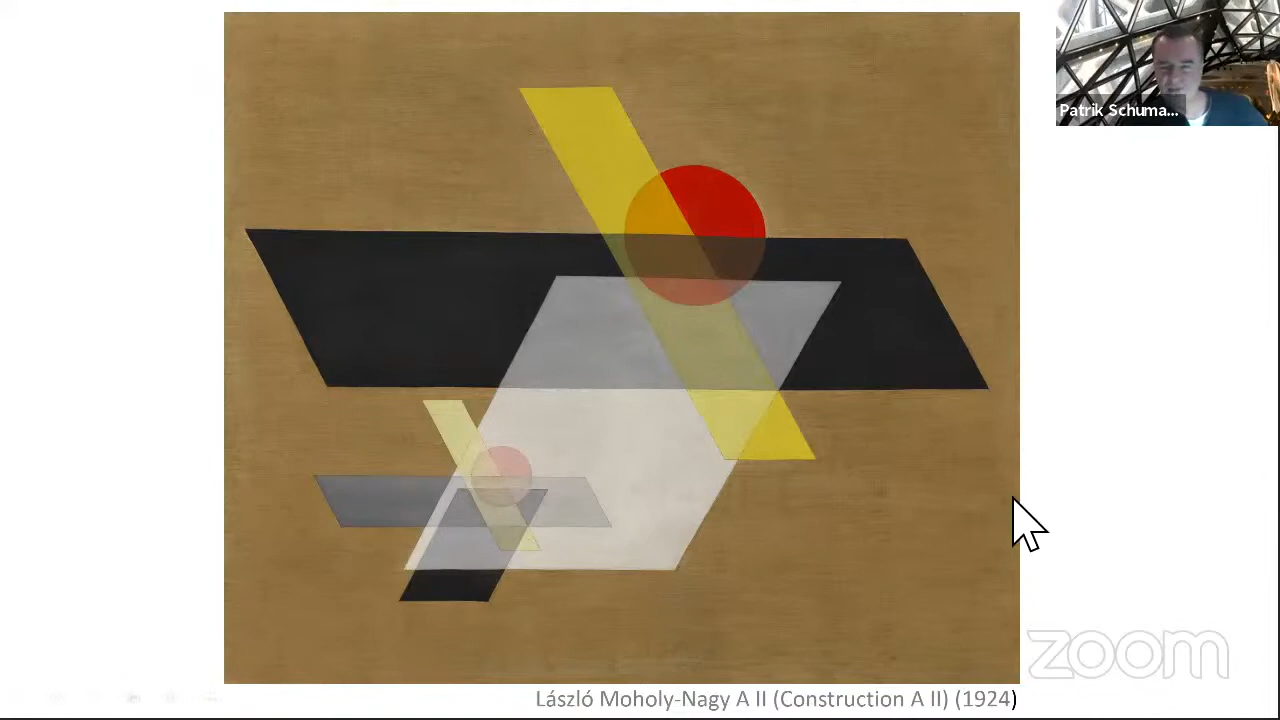 Patrik Schuma...
zoom
László Moholy-Nagy A II (Construction A II) (1924)